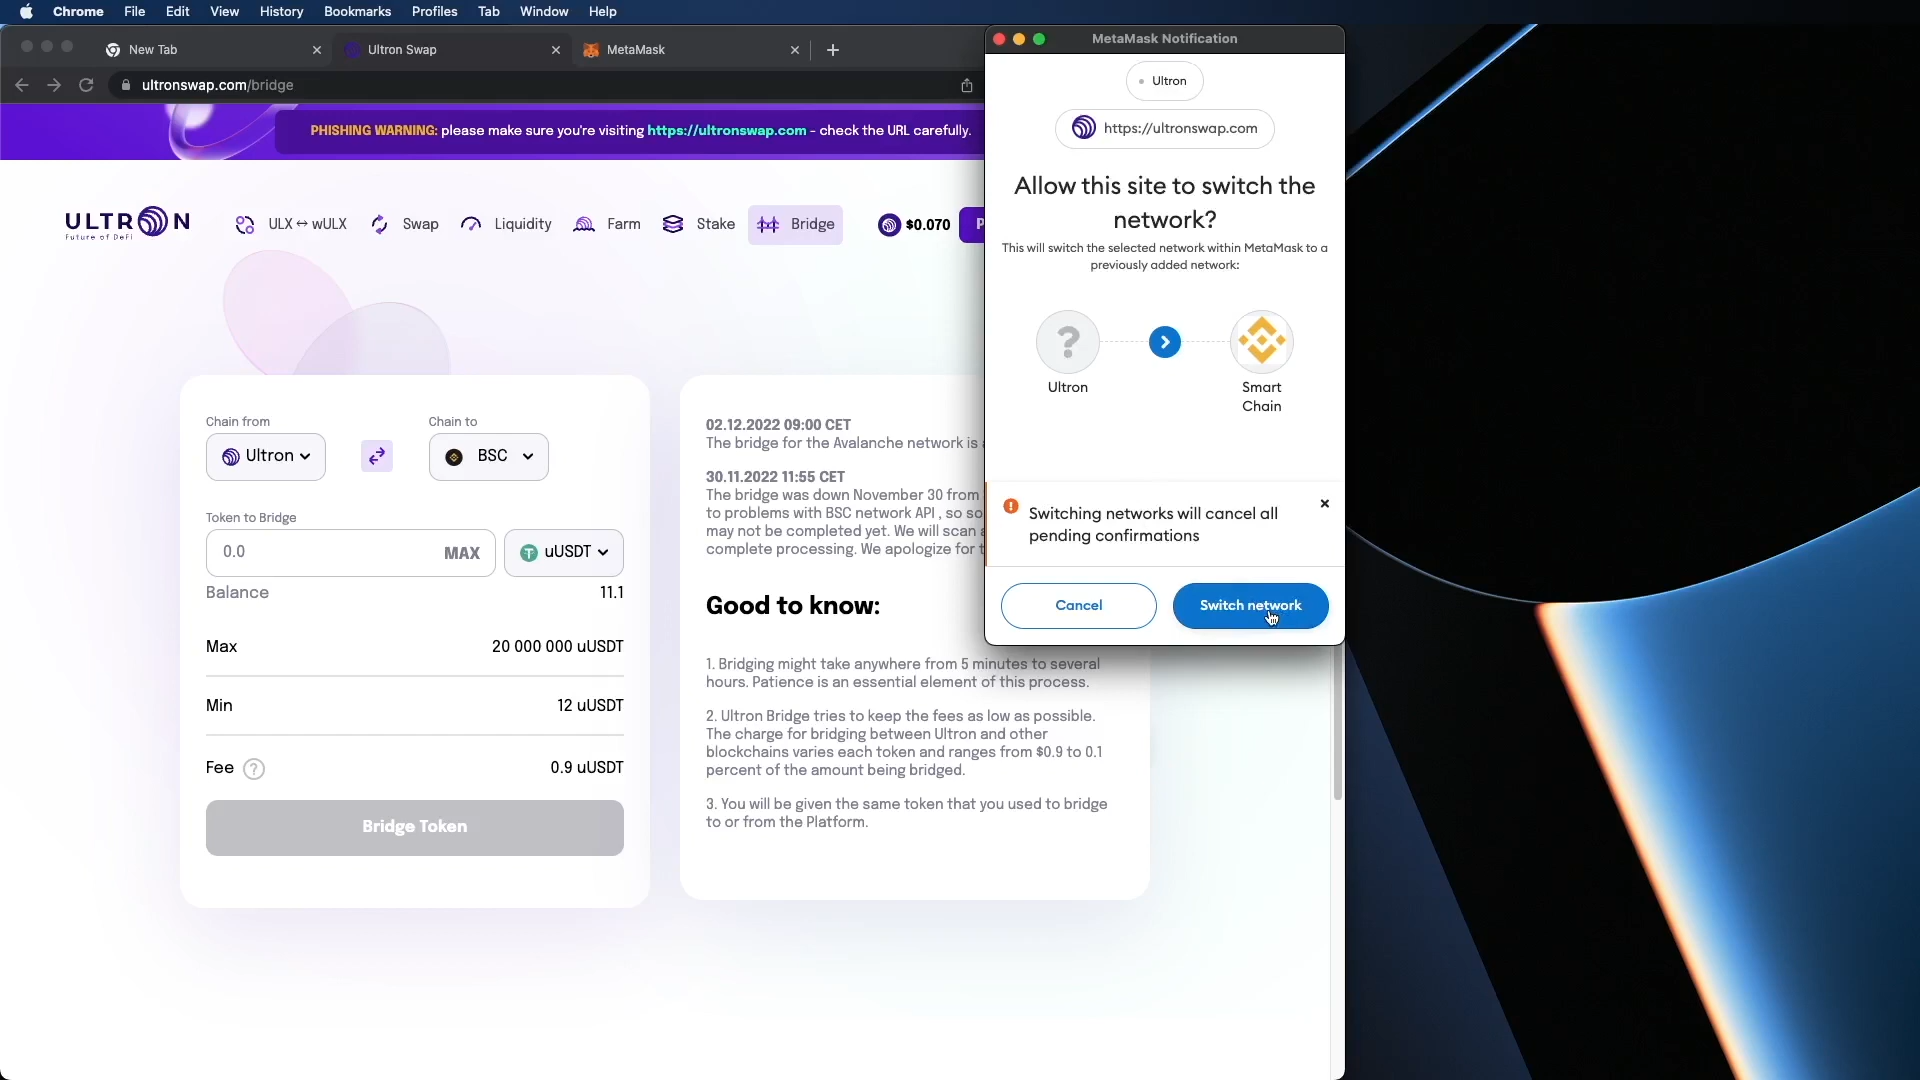 Chrome File Edit View History Bookmarks Profiles Tab Window Help
New Tab
Ultron Swap
MetaMask
ultronswap.com/bridge
PHISHING WARNING: please make sure you're visiting https://ultronswap.com - check the URL carefully.
ULTRON
Future of DeFi
ULX ↔ wULX
Swap
Liquidity
Farm
Stake
Bridge
$0.070
P
Chain from
Ultron
Chain to
BSC
Token to Bridge
0.0
MAX
uUSDT
Balance
11.1
Max
20 000 000 uUSDT
Min
12 uUSDT
Fee ?
0.9 uUSDT
Bridge Token
02.12.2022 09:00 CET
The bridge for the Avalanche network is
30.11.2022 11:55 CET
The bridge was down November 30 from
to problems with BSC network API , so so
may not be completed yet. We will scan
complete processing. We apologize for
Good to know:
1. Bridging might take anywhere from 5 minutes to several
hours. Patience is an essential element of this process.
2. Ultron Bridge tries to keep the fees as low as possible.
The charge for bridging between Ultron and other
blockchains varies each token and ranges from $0.9 to 0.1
percent of the amount being bridged.
3. You will be given the same token that you used to bridge
to or from the Platform.
MetaMask Notification
Ultron
https://ultronswap.com
Allow this site to switch the
network?
This will switch the selected network within MetaMask to a
previously added network:
?
Ultron
Smart
Chain
Switching networks will cancel all
pending confirmations
Cancel
Switch network